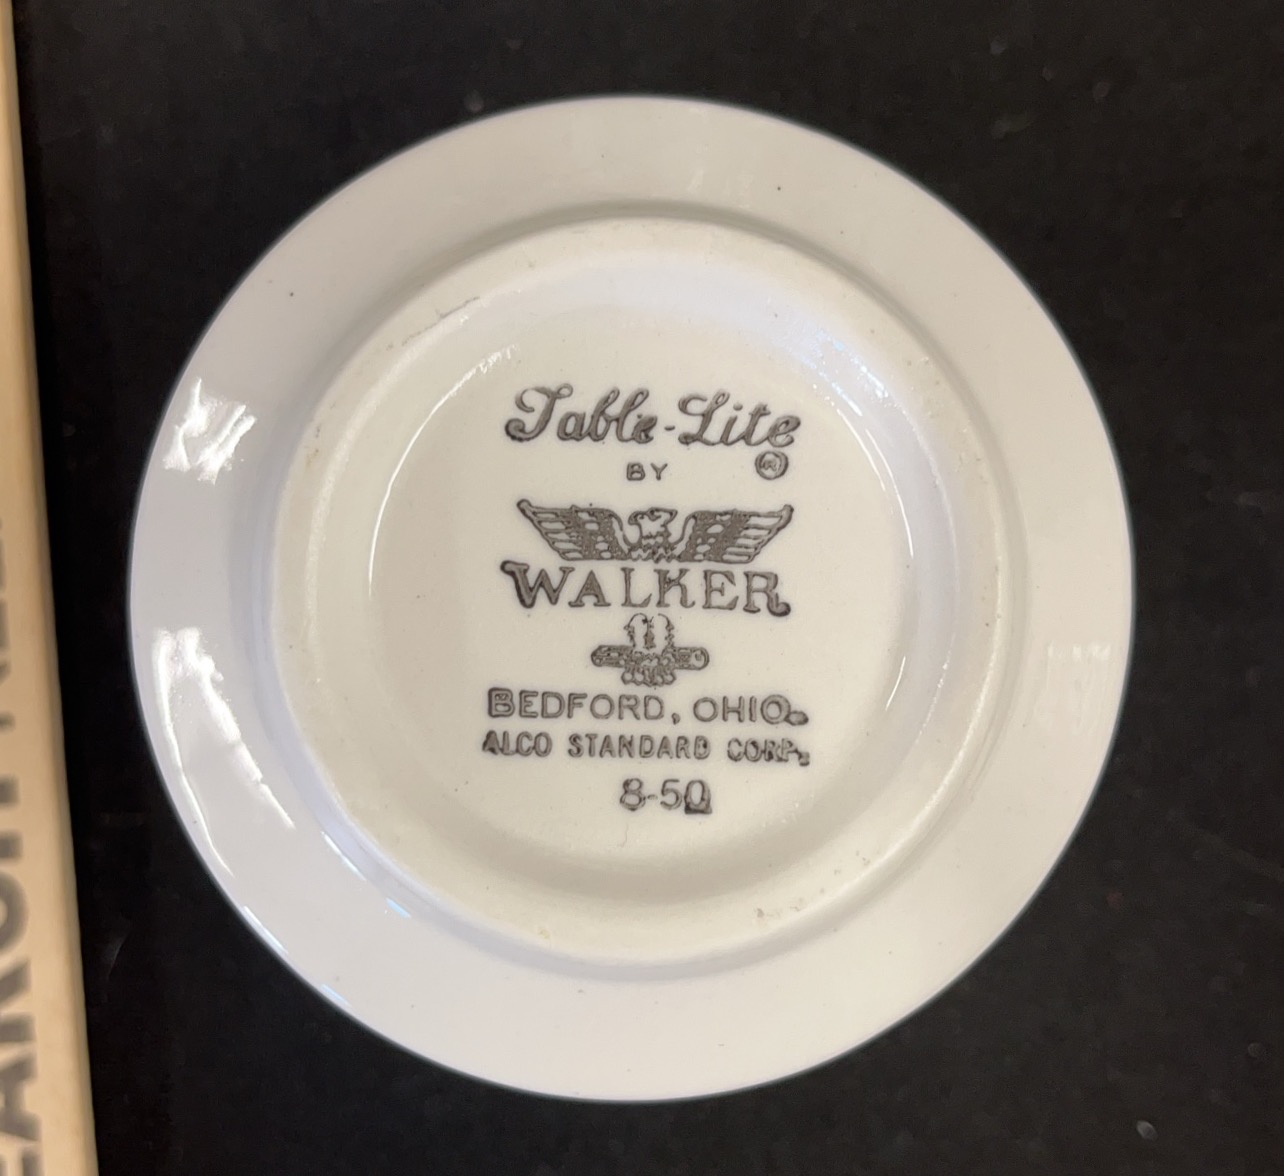 Table-Lite
BY ®
WALKER
BEDFORD, OHIO.
ALCO STANDARD CORP.
8-50